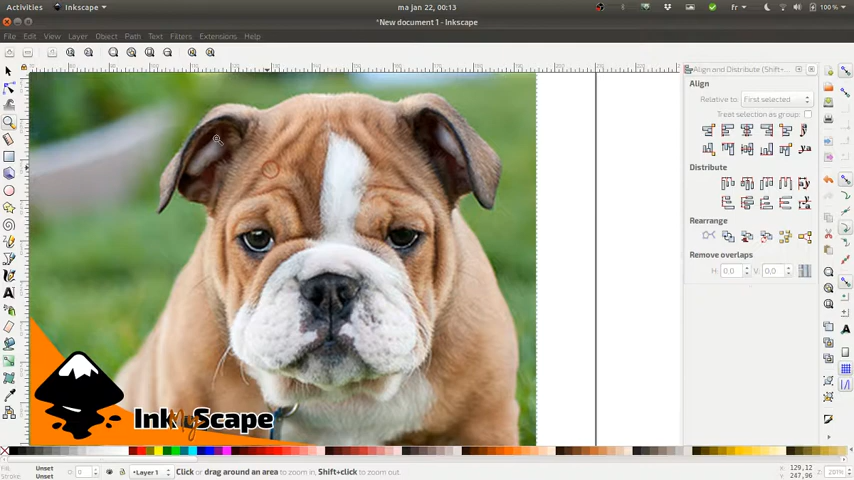 Activities
Inkscape
ma jan 22, 00:13
fr
100 %
*New document 1 - Inkscape
File Edit View Layer Object Path Text Filters Extensions Help
Align and Distribute (Shift+...
Align
Relative to: First selected
Treat selection as group:
Distribute
Rearrange
Remove overlaps
H: 0,0 V: 0,0
InkMyScape
Fill: Unset
Stroke: Unset
O: 0
Layer 1
Click or drag around an area to zoom in, Shift+click to zoom out.
X: 129,12
Y: 247,96
Z: 201%